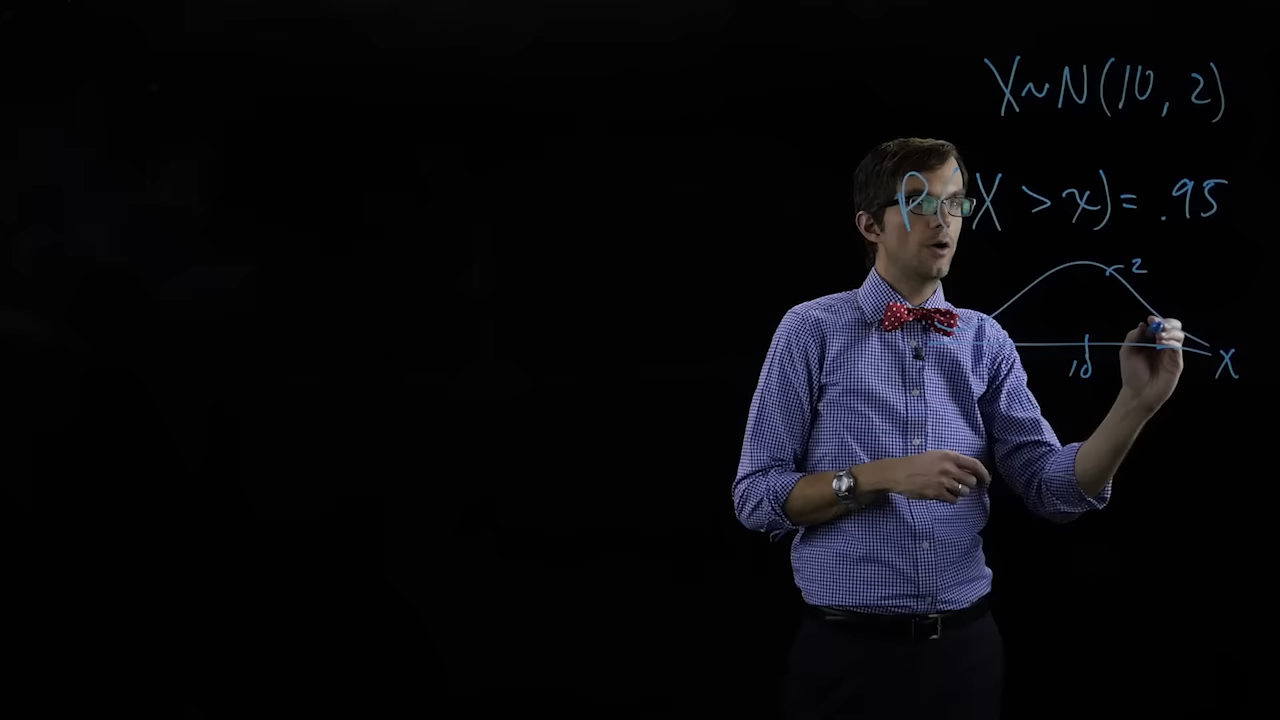 X~N(10, 2)
P(X > x) = .95
2
10
X